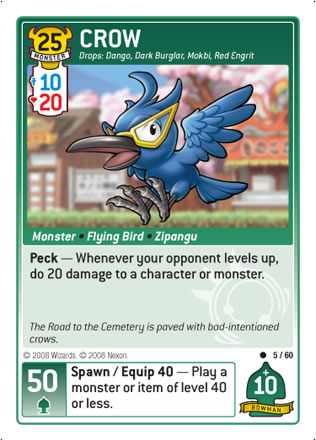 25
MONSTER
CROW
Drops: Dango, Dark Burglar, Mokbi, Red Engrit
10
20
Monster • Flying Bird • Zipangu
Peck — Whenever your opponent levels up,
do 20 damage to a character or monster.
The Road to the Cemetery is paved with bad-intentioned
crows.
© 2008 Wizards. © 2008 Nexon.
● 5 / 60
50
Spawn / Equip 40 — Play a
monster or item of level 40
or less.
+
10
BOWMAN